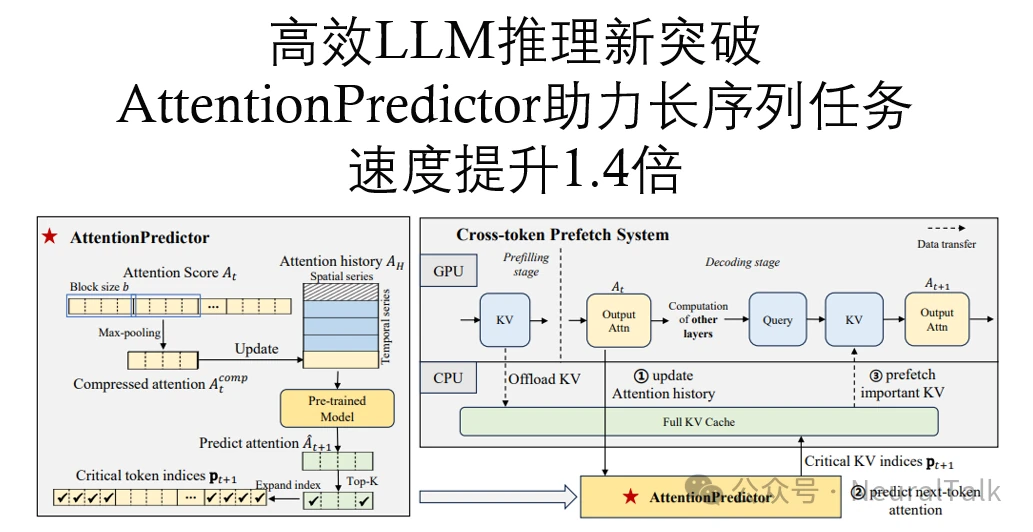 高效LLM推理新突破
AttentionPredictor助力长序列任务
速度提升1.4倍
★ AttentionPredictor
Attention Score A_t
Block size b
...
Max-pooling
Update
Compressed attention A_t^comp
Attention history A_H
Spatial series
Temporal series
Pre-trained
Model
Predict attention Â_t+1
Critical token indices p_t+1
Expand index
Top-K
✓ ✓ ✓ ✓ ... ✓ ✓ ✓ ✓
✓ ✓
Cross-token Prefetch System
Data transfer
GPU
Prefilling
stage
Decoding stage
KV
A_t
Output
Attn
Computation
of other
layers
Query
KV
A_t+1
Output
Attn
CPU
Offload KV
① update
Attention history
③ prefetch
important KV
Full KV Cache
Critical KV indices p_t+1
★ AttentionPredictor
② predict next-token
attention
公众号 · NeuralTalk